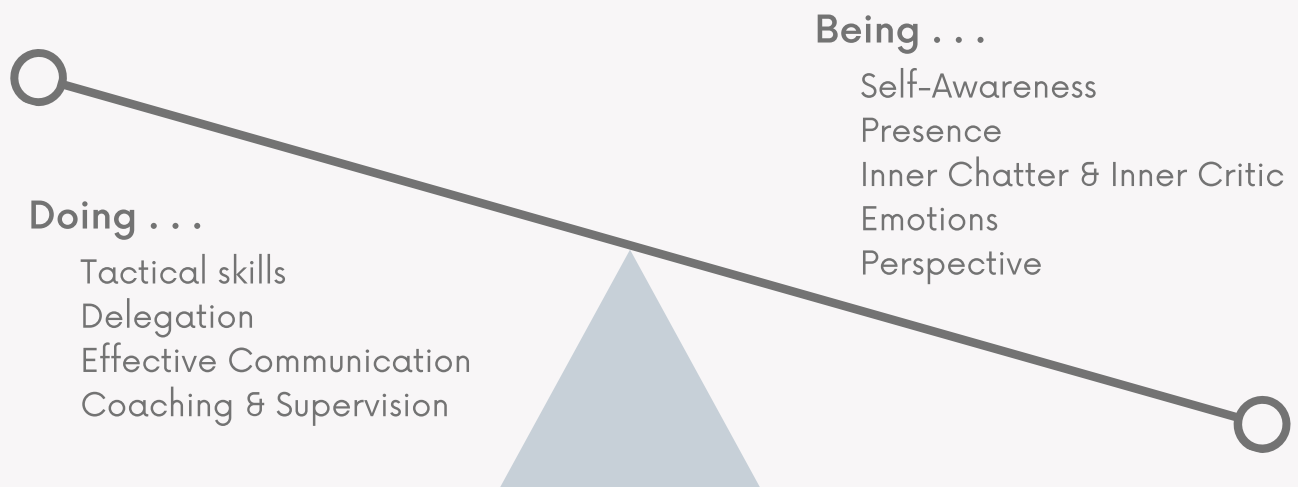 Being . . .
Self-Awareness
Presence
Inner Chatter & Inner Critic
Emotions
Perspective
Doing . . .
Tactical skills
Delegation
Effective Communication
Coaching & Supervision